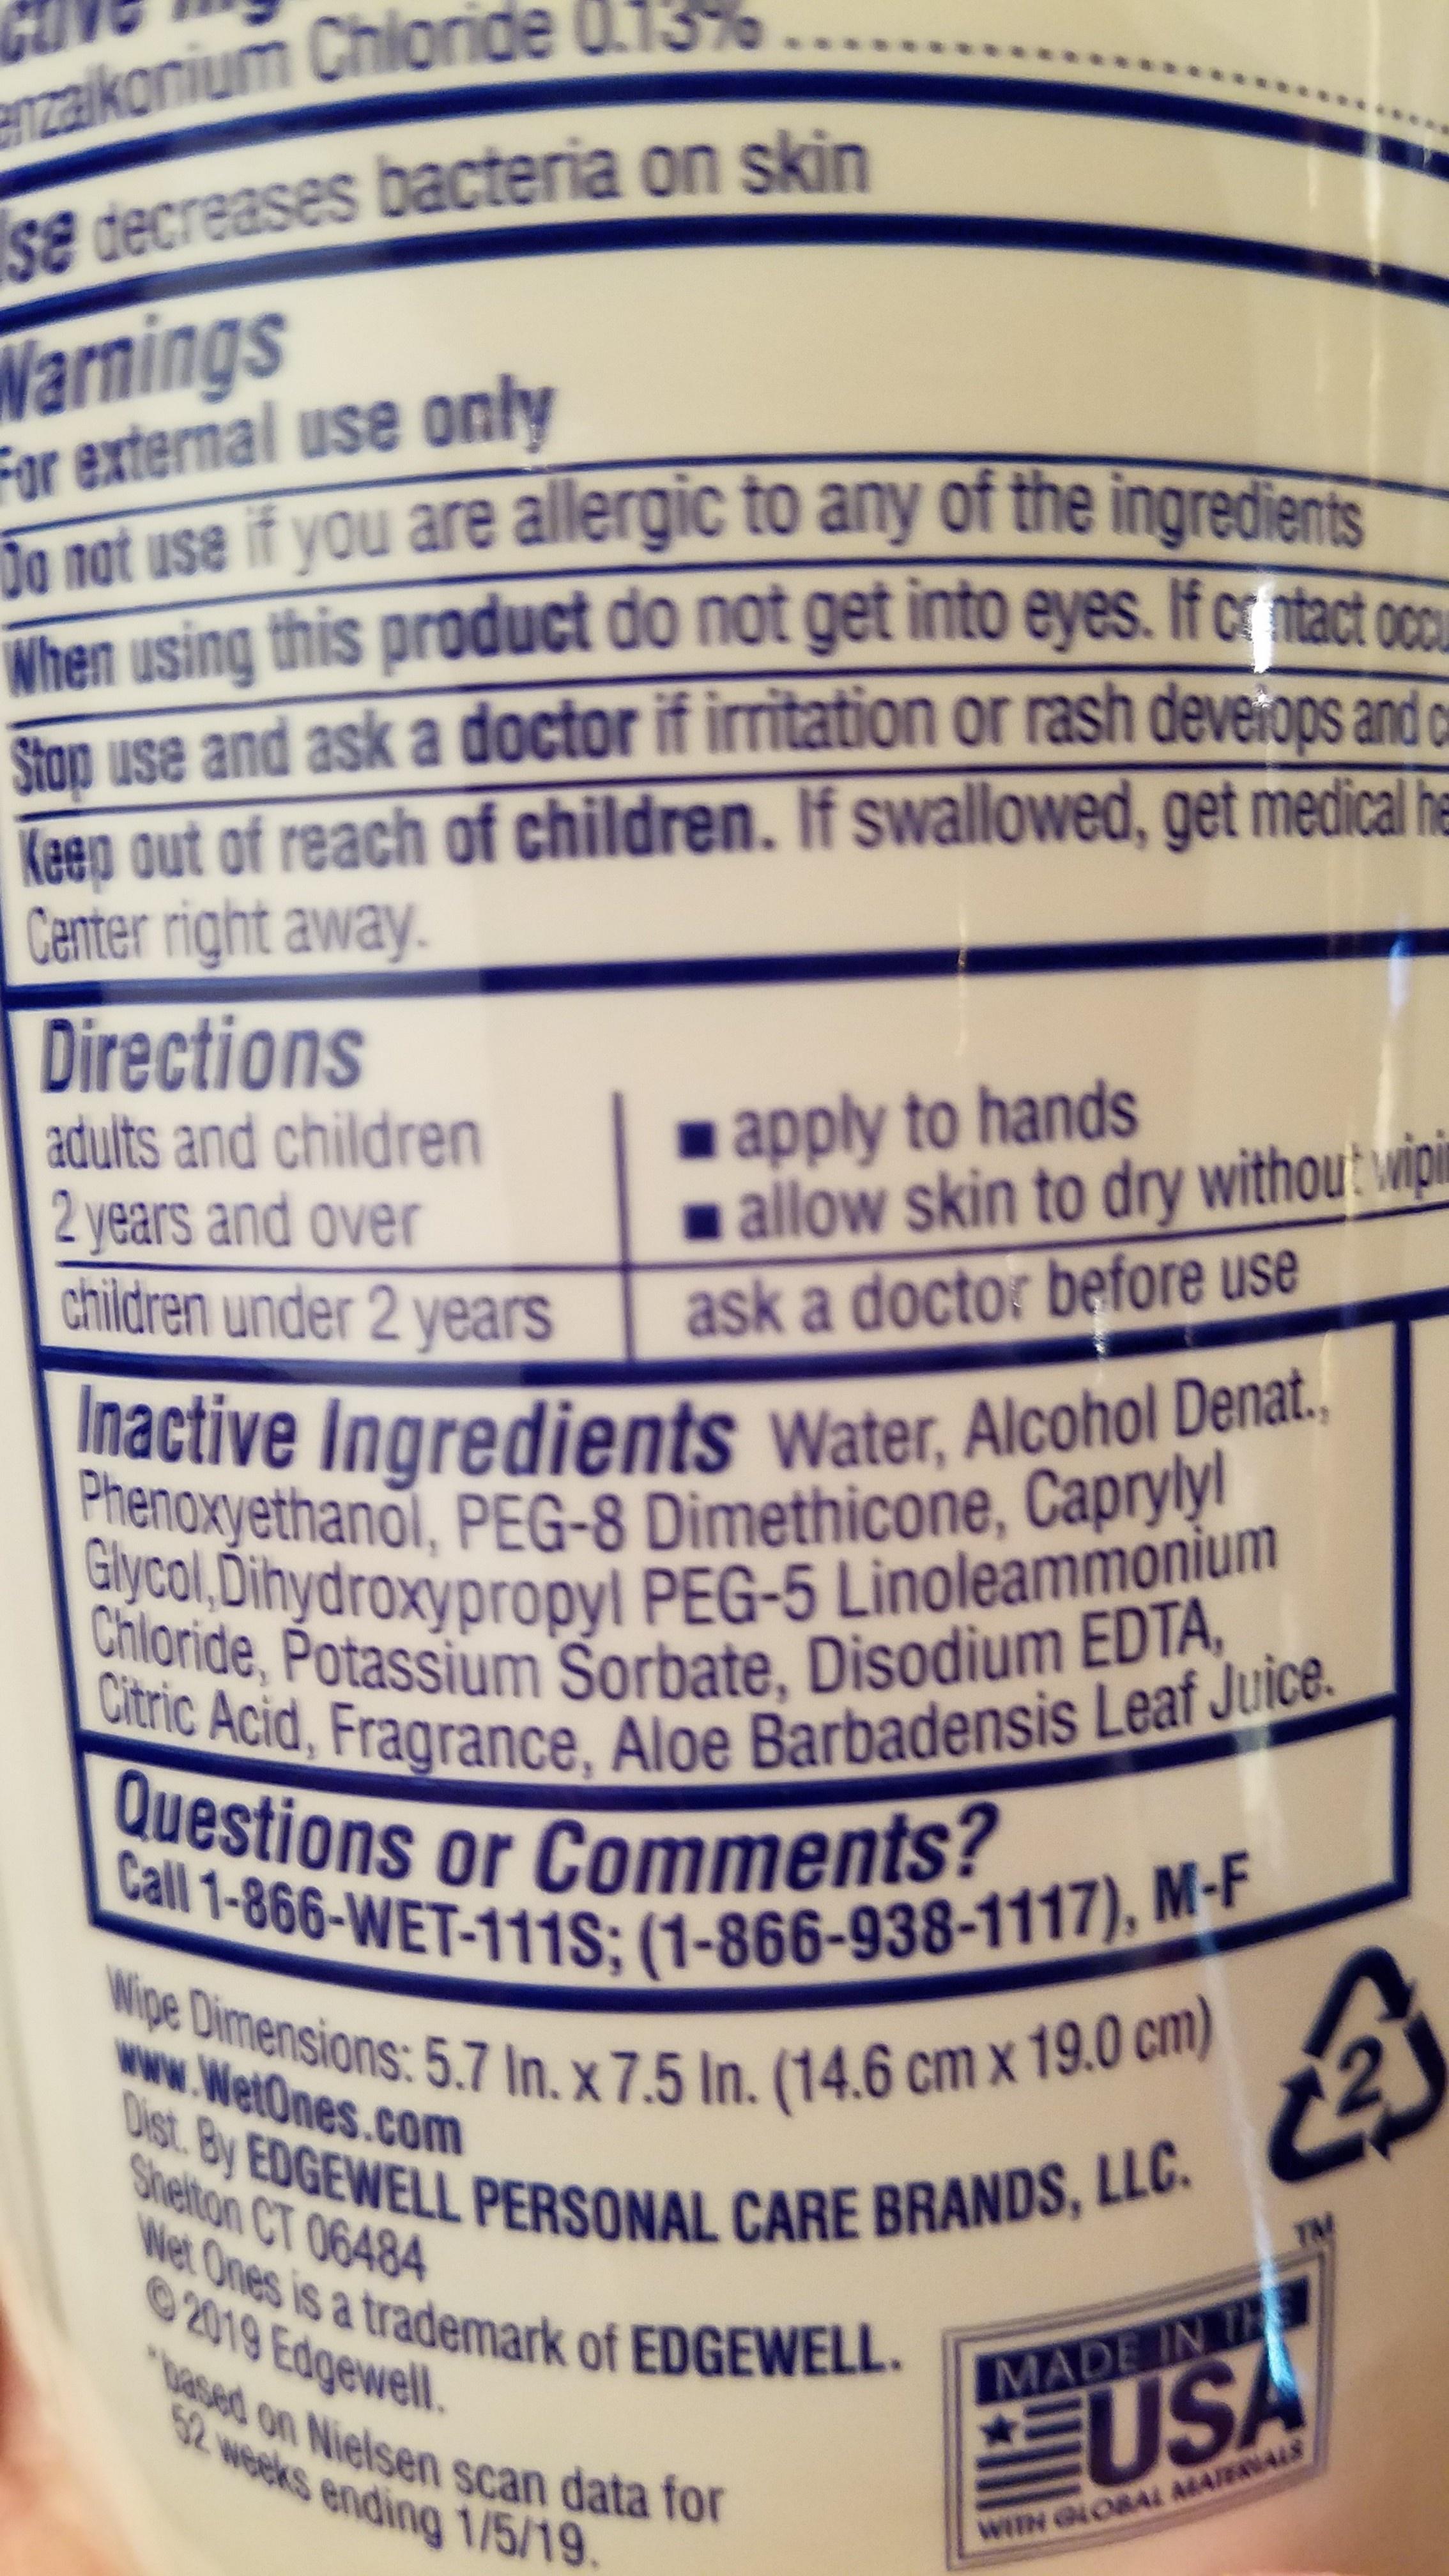 Chloride 0.13%
decreases bacteria on skin
Warnings
For external use only
Do not use if you are allergic to any of the ingredients
When using this product do not get into eyes. If contact
Stop use and ask a doctor if irritation or rash develops and
Keep out of reach of children. If swallowed, get medical
Center right away.
Directions
adults and children
2 years and over
■ apply to hands
■ allow skin to dry without
children under 2 years
ask a doctor before use
Inactive Ingredients Water, Alcohol Denat.,
Phenoxyethanol, PEG-8 Dimethicone, Caprylyl
Glycol,Dihydroxypropyl PEG-5 Linoleammonium
Chloride, Potassium Sorbate, Disodium EDTA,
Citric Acid, Fragrance, Aloe Barbadensis Leaf Juice.
Questions or Comments?
Call 1-866-WET-111S; (1-866-938-1117), M-F
Wipe Dimensions: 5.7 In. x 7.5 In. (14.6 cm x 19.0 cm)
www.WetOnes.com
Dist. By EDGEWELL PERSONAL CARE BRANDS, LLC.
Shelton CT 06484
Wet Ones is a trademark of EDGEWELL.
© 2019 Edgewell.
*based on Nielsen scan data for
52 weeks ending 1/5/19.
2
TM
MADE IN THE
USA
WITH GLOBAL MATERIALS